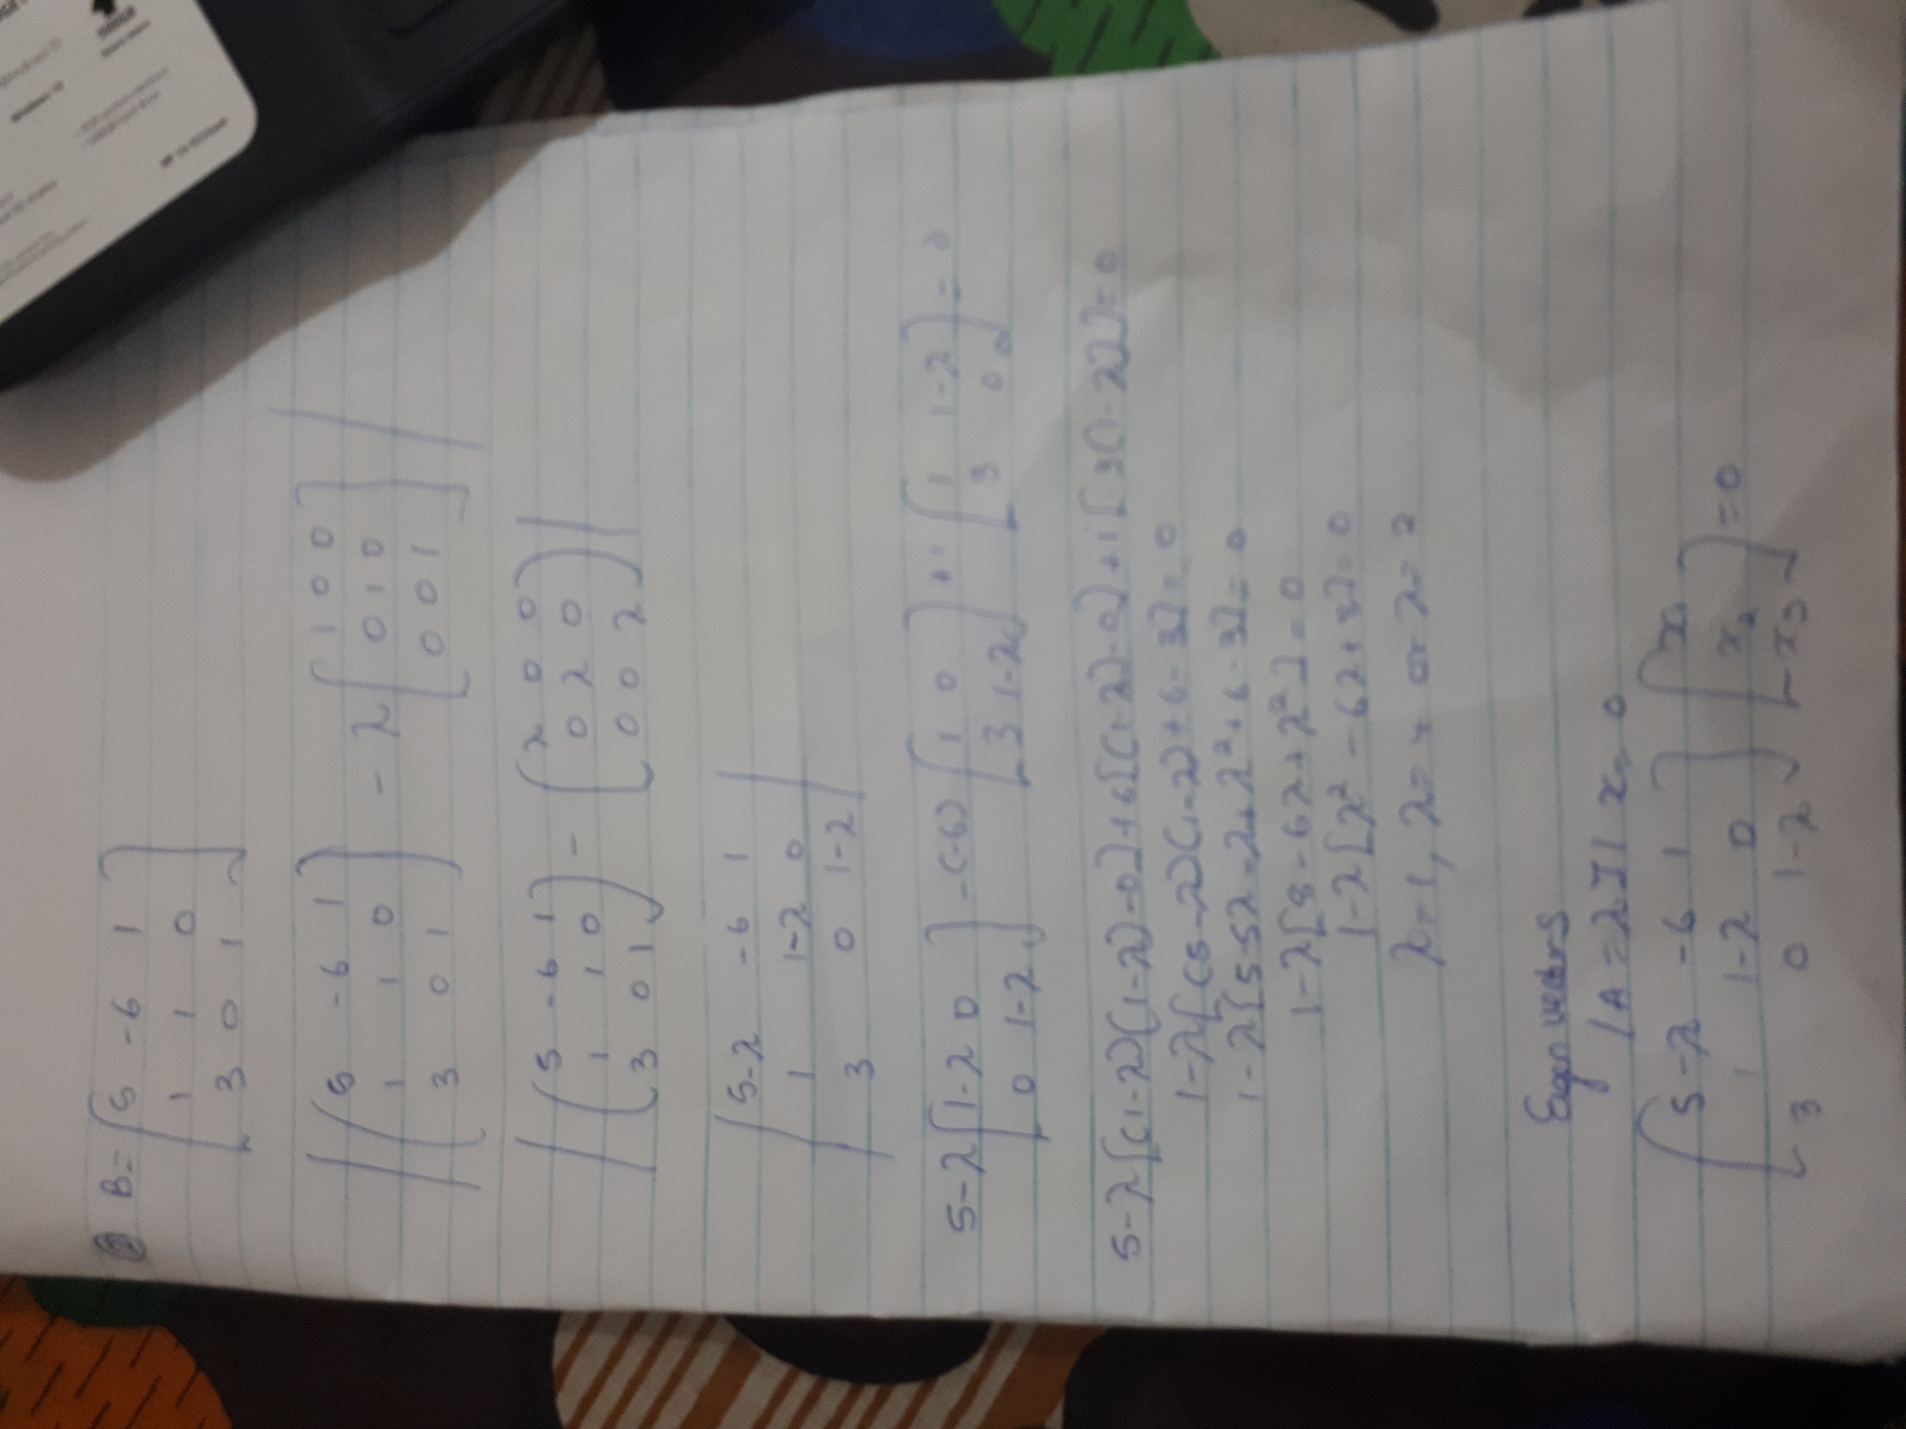 ② B = [5 -6 1
1 1 0
3 0 1]
|[5 -6 1
1 1 0
3 0 1] - λ [1 0 0
0 1 0
0 0 1]|
|(5 -6 1
1 1 0
3 0 1) - (λ 0 0
0 λ 0
0 0 λ)|
|5-λ -6 1
1 1-λ 0
3 0 1-λ|
5-λ [1-λ 0
0 1-λ] -(-6) [1 0
3 1-λ] +1 [1 1-λ
3 0] = 0
5-λ[(1-λ)(1-λ)-0]+6[(1-λ)-0]+1[3(1-λ)]=0
1-λ[(5-λ)(1-λ)+6-3]=0
1-λ[5-5λ-λ+λ²+6-3]=0
1-λ[8-6λ+λ²]=0
1-λ[λ²-6λ+8]=0
λ=1, λ=4 or λ=2
Eigen vectors
|A=λI| x=0
[5-λ -6 1
1 1-λ 0
3 0 1-λ] [x₁
x₂
x₃] = 0